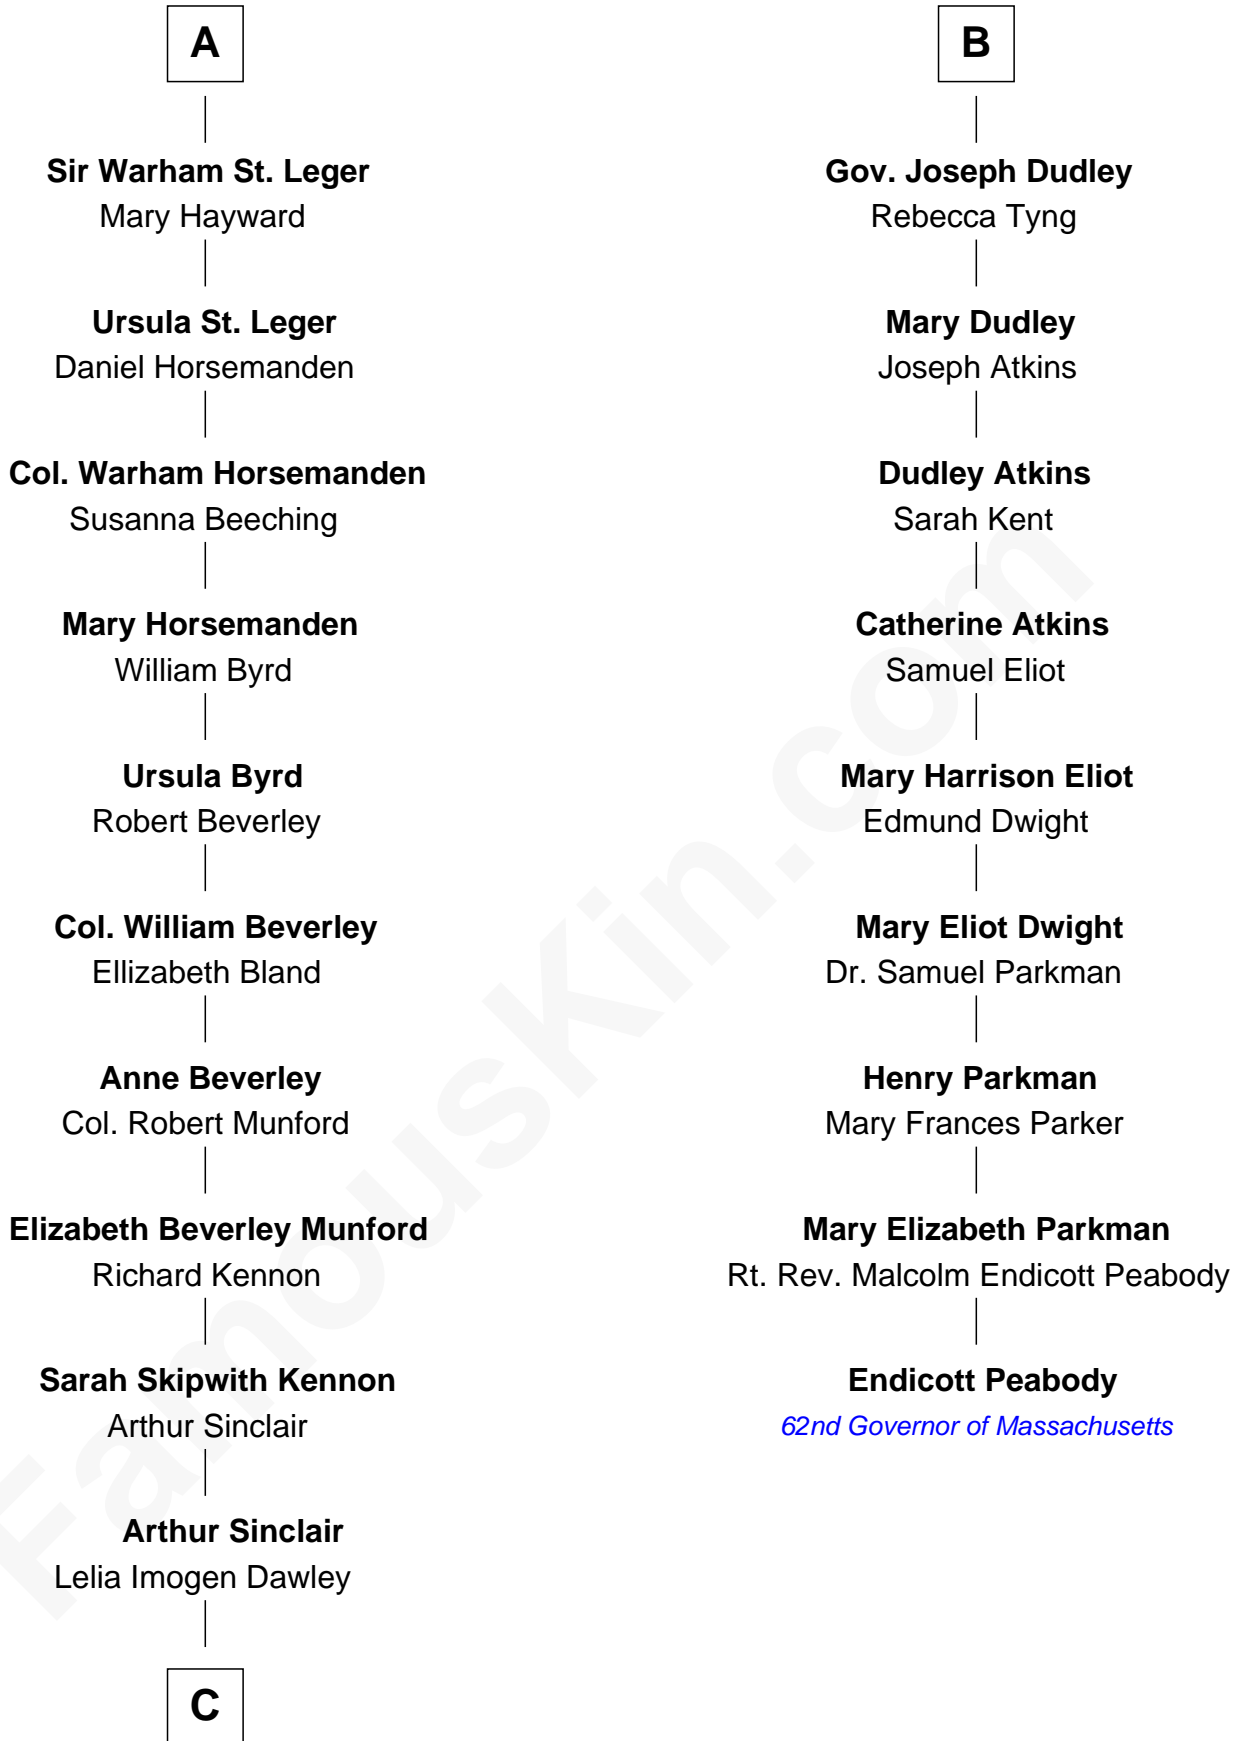 A
Sir Warham St. Leger
Mary Hayward
Ursula St. Leger
Daniel Horsemanden
Col. Warham Horsemanden
Susanna Beeching
Mary Horsemanden
William Byrd
Ursula Byrd
Robert Beverley
Col. William Beverley
Ellizabeth Bland
Anne Beverley
Col. Robert Munford
Elizabeth Beverley Munford
Richard Kennon
Sarah Skipwith Kennon
Arthur Sinclair
Arthur Sinclair
Lelia Imogen Dawley
C
B
Gov. Joseph Dudley
Rebecca Tyng
Mary Dudley
Joseph Atkins
Dudley Atkins
Sarah Kent
Catherine Atkins
Samuel Eliot
Mary Harrison Eliot
Edmund Dwight
Mary Eliot Dwight
Dr. Samuel Parkman
Henry Parkman
Mary Frances Parker
Mary Elizabeth Parkman
Rt. Rev. Malcolm Endicott Peabody
Endicott Peabody
62nd Governor of Massachusetts
FamousKin.com